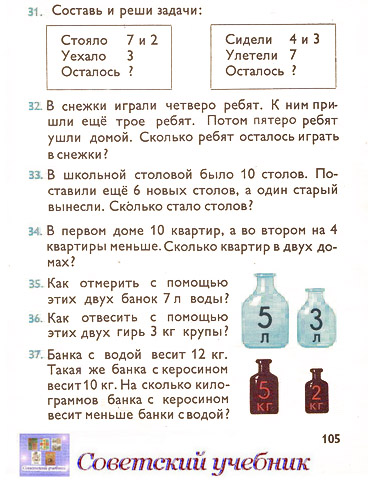 31. Составь и реши задачи:
Стояло 7 и 2
Уехало 3
Осталось ?
Сидели 4 и 3
Улетели 7
Осталось ?
32. В снежки играли четверо ребят. К ним при-
шли ещё трое ребят. Потом пятеро ребят
ушли домой. Сколько ребят осталось играть
в снежки?
33. В школьной столовой было 10 столов. По-
ставили ещё 6 новых столов, а один старый
вынесли. Сколько стало столов?
34. В первом доме 10 квартир, а во втором на 4
квартиры меньше. Сколько квартир в двух до-
мах?
35. Как отмерить с помощью
этих двух банок 7 л воды?
36. Как отвесить с помощью
этих двух гирь 3 кг крупы?
37. Банка с водой весит 12 кг.
Такая же банка с керосином
весит 10 кг. На сколько кило-
граммов банка с керосином
весит меньше банки с водой?
5
л
3
л
5
кг
2
кг
105
Советский учебник